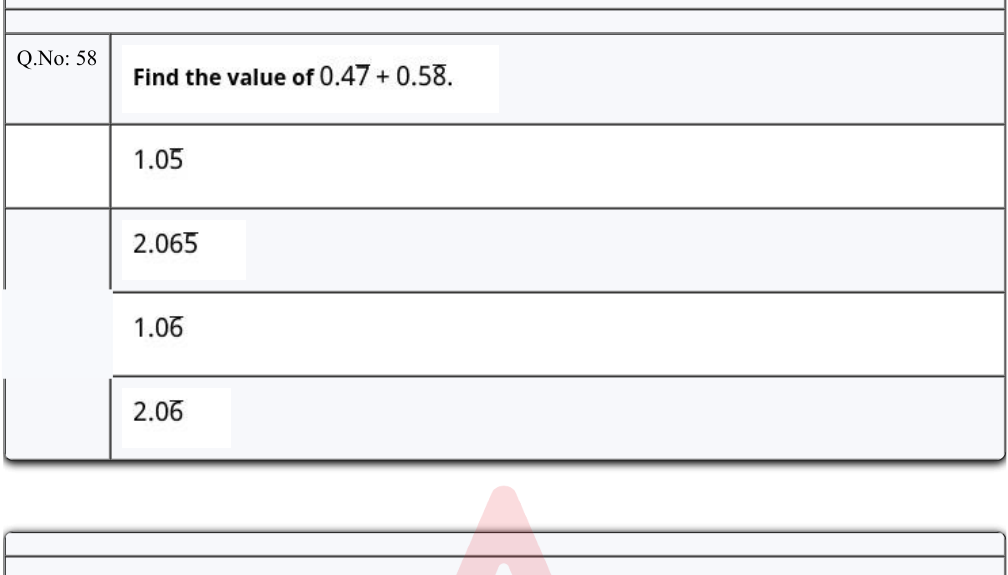 Q.No: 58
Find the value of 0.47̅ + 0.58̅.
1.05̅
2.065̅
1.06̅
2.06̅